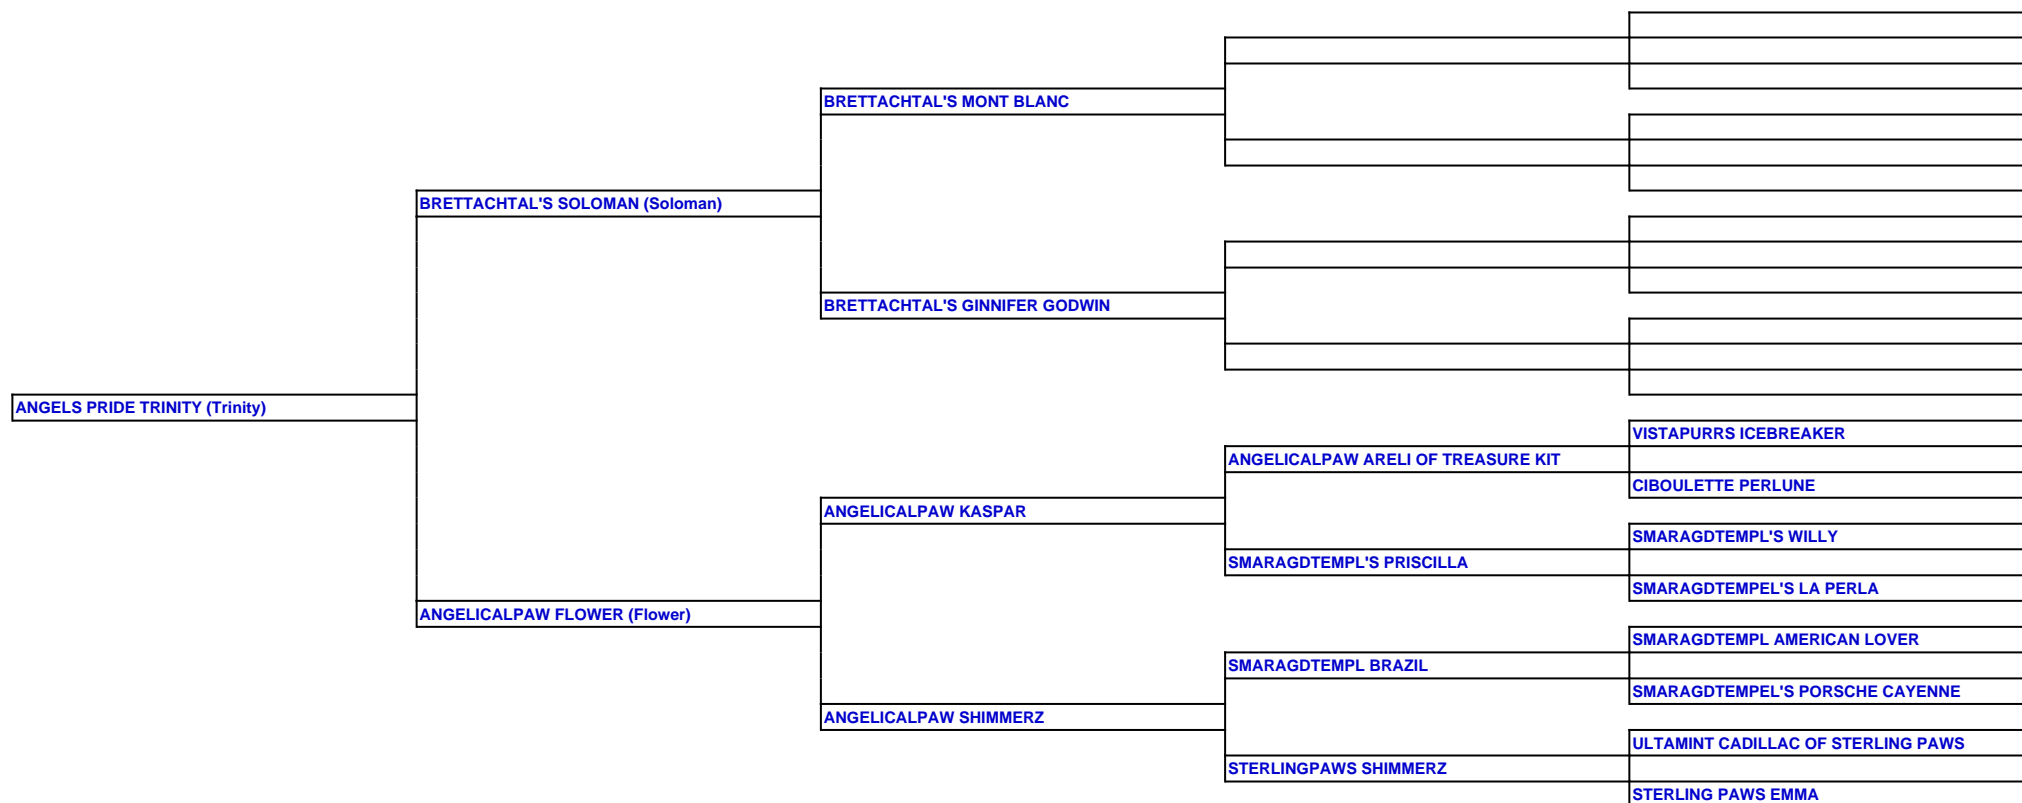 BRETTACHTAL'S MONT BLANC
BRETTACHTAL'S SOLOMAN (Soloman)
BRETTACHTAL'S GINNIFER GODWIN
ANGELS PRIDE TRINITY (Trinity)
VISTAPURRS ICEBREAKER
ANGELICALPAW ARELI OF TREASURE KIT
CIBOULETTE PERLUNE
ANGELICALPAW KASPAR
SMARAGDTEMPL'S WILLY
SMARAGDTEMPL'S PRISCILLA
SMARAGDTEMPEL'S LA PERLA
ANGELICALPAW FLOWER (Flower)
SMARAGDTEMPL AMERICAN LOVER
SMARAGDTEMPL BRAZIL
SMARAGDTEMPEL'S PORSCHE CAYENNE
ANGELICALPAW SHIMMERZ
ULTAMINT CADILLAC OF STERLING PAWS
STERLINGPAWS SHIMMERZ
STERLING PAWS EMMA